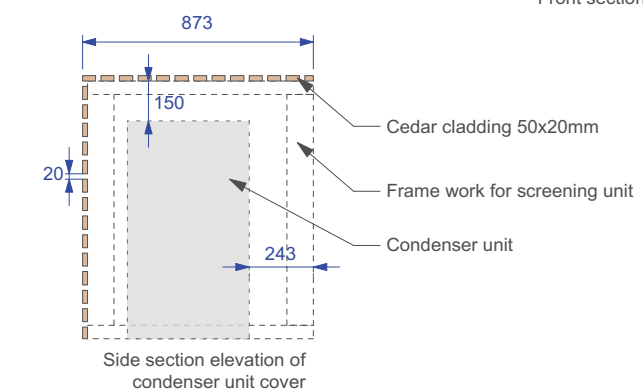 Front section
873
150
Cedar cladding 50x20mm
20
Frame work for screening unit
Condenser unit
243
Side section elevation of
condenser unit cover